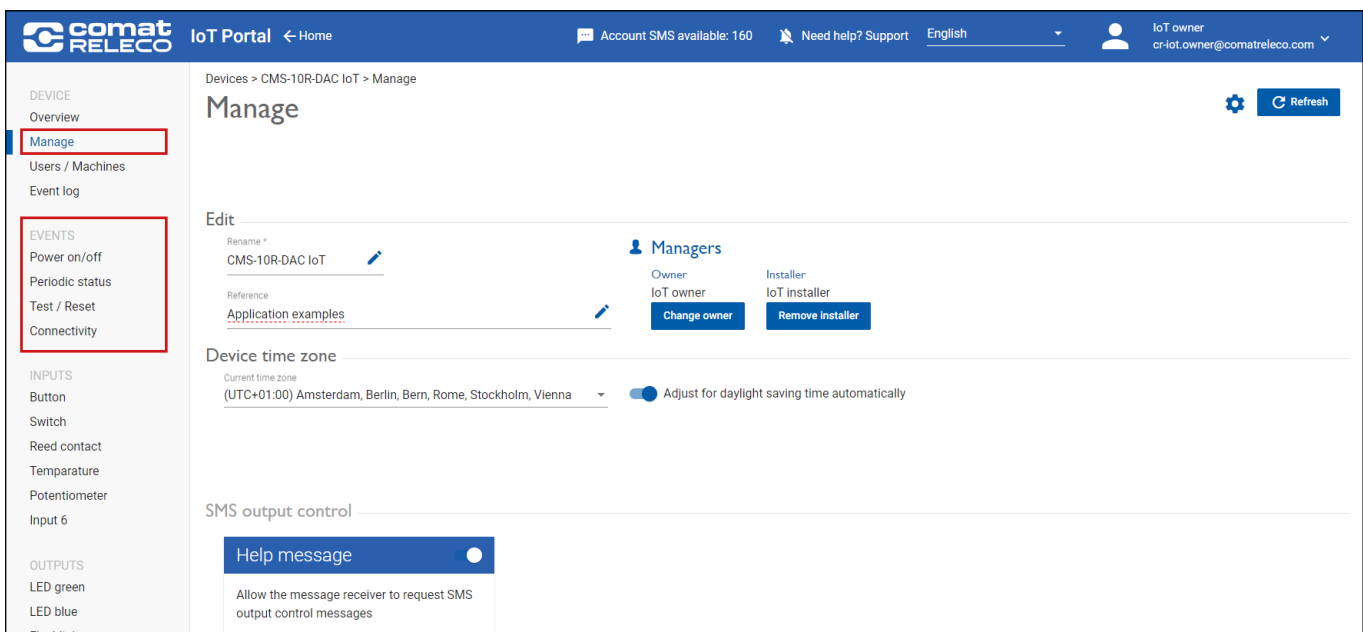 comat
RELECO
IoT Portal
Home
Account SMS available: 160
Need help? Support
English
IoT owner
cr-iot.owner@comatreleco.com
DEVICE
Overview
Manage
Users / Machines
Event log
EVENTS
Power on/off
Periodic status
Test / Reset
Connectivity
INPUTS
Button
Switch
Reed contact
Temparature
Potentiometer
Input 6
OUTPUTS
LED green
LED blue
Devices > CMS-10R-DAC IoT > Manage
Manage
Refresh
Edit
Rename *
CMS-10R-DAC IoT
Reference
Application examples
Managers
Owner
IoT owner
Change owner
Installer
IoT installer
Remove installer
Device time zone
Current time zone
(UTC+01:00) Amsterdam, Berlin, Bern, Rome, Stockholm, Vienna
Adjust for daylight saving time automatically
SMS output control
Help message
Allow the message receiver to request SMS
output control messages